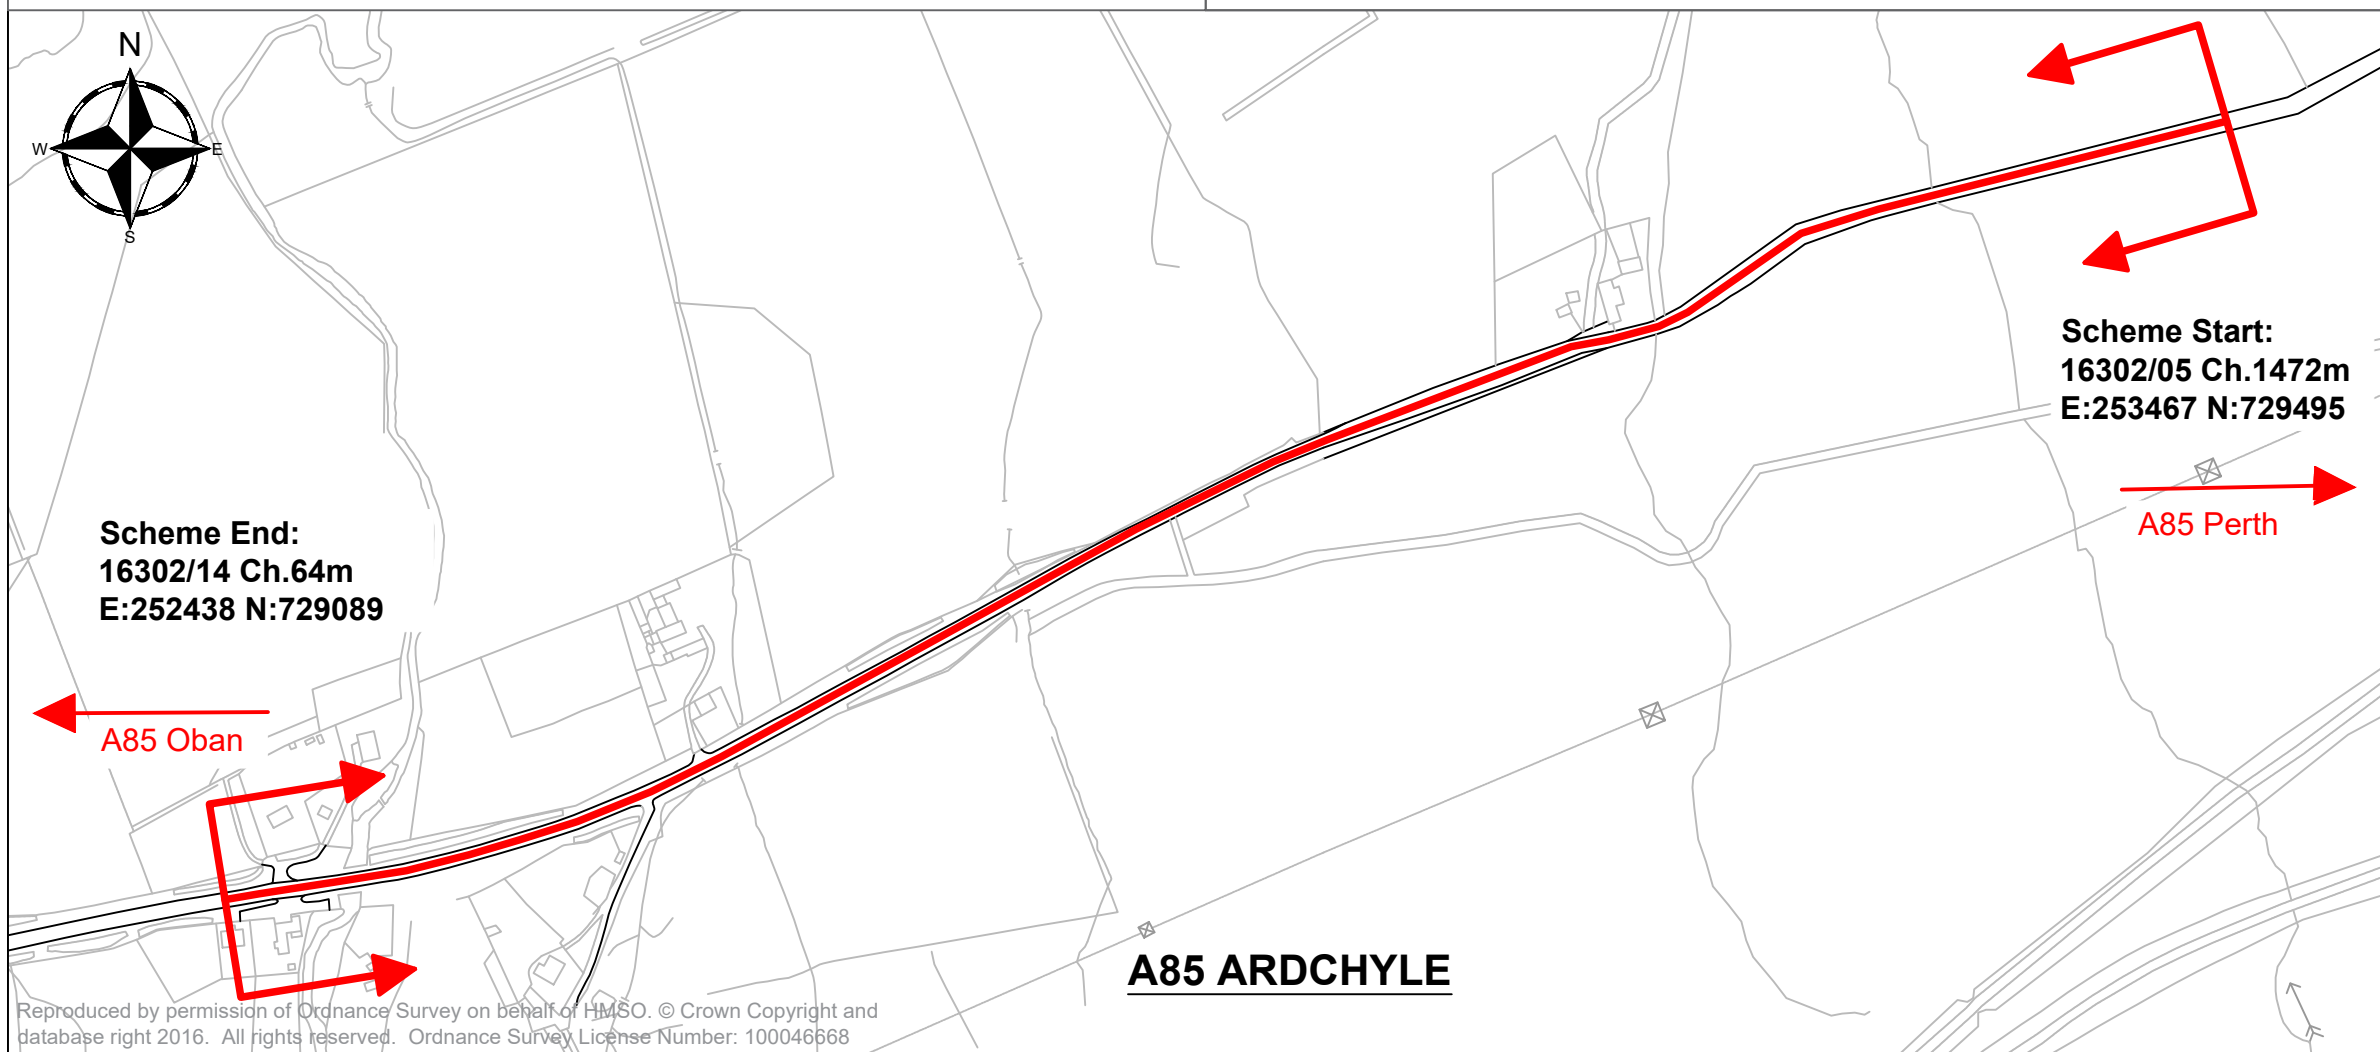 N
W
E
S
Scheme Start:
16302/05 Ch.1472m
E:253467 N:729495
A85 Perth
Scheme End:
16302/14 Ch.64m
E:252438 N:729089
A85 Oban
A85 ARDCHYLE
Reproduced by permission of Ordnance Survey on behalf of HMSO. © Crown Copyright and
database right 2016. All rights reserved. Ordnance Survey License Number: 100046668